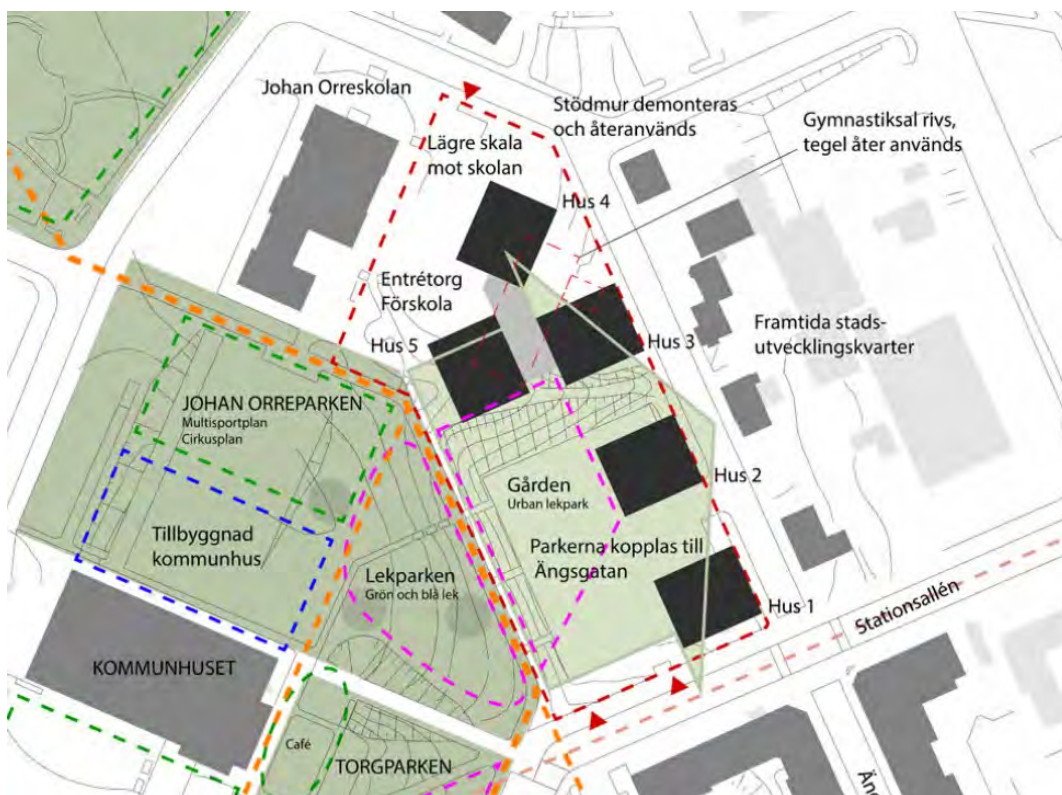 Johan Orreskolan
Stödmur demonteras
och återanvänds
Gymnastiksal rivs,
tegel åter används
Lägre skala
mot skolan
Hus 4
Entrétorg
Förskola
Hus 5
Hus 3
Framtida stads-
utvecklingskvarter
JOHAN ORREPARKEN
Multisportplan
Cirkusplan
Gården
Urban lekpark
Hus 2
Tillbyggnad
kommunhus
Parkerna kopplas till
Ängsgatan
Lekparken
Grön och blå lek
Hus 1
Stationsallén
KOMMUNHUSET
Café
TORGPARKEN
Äng